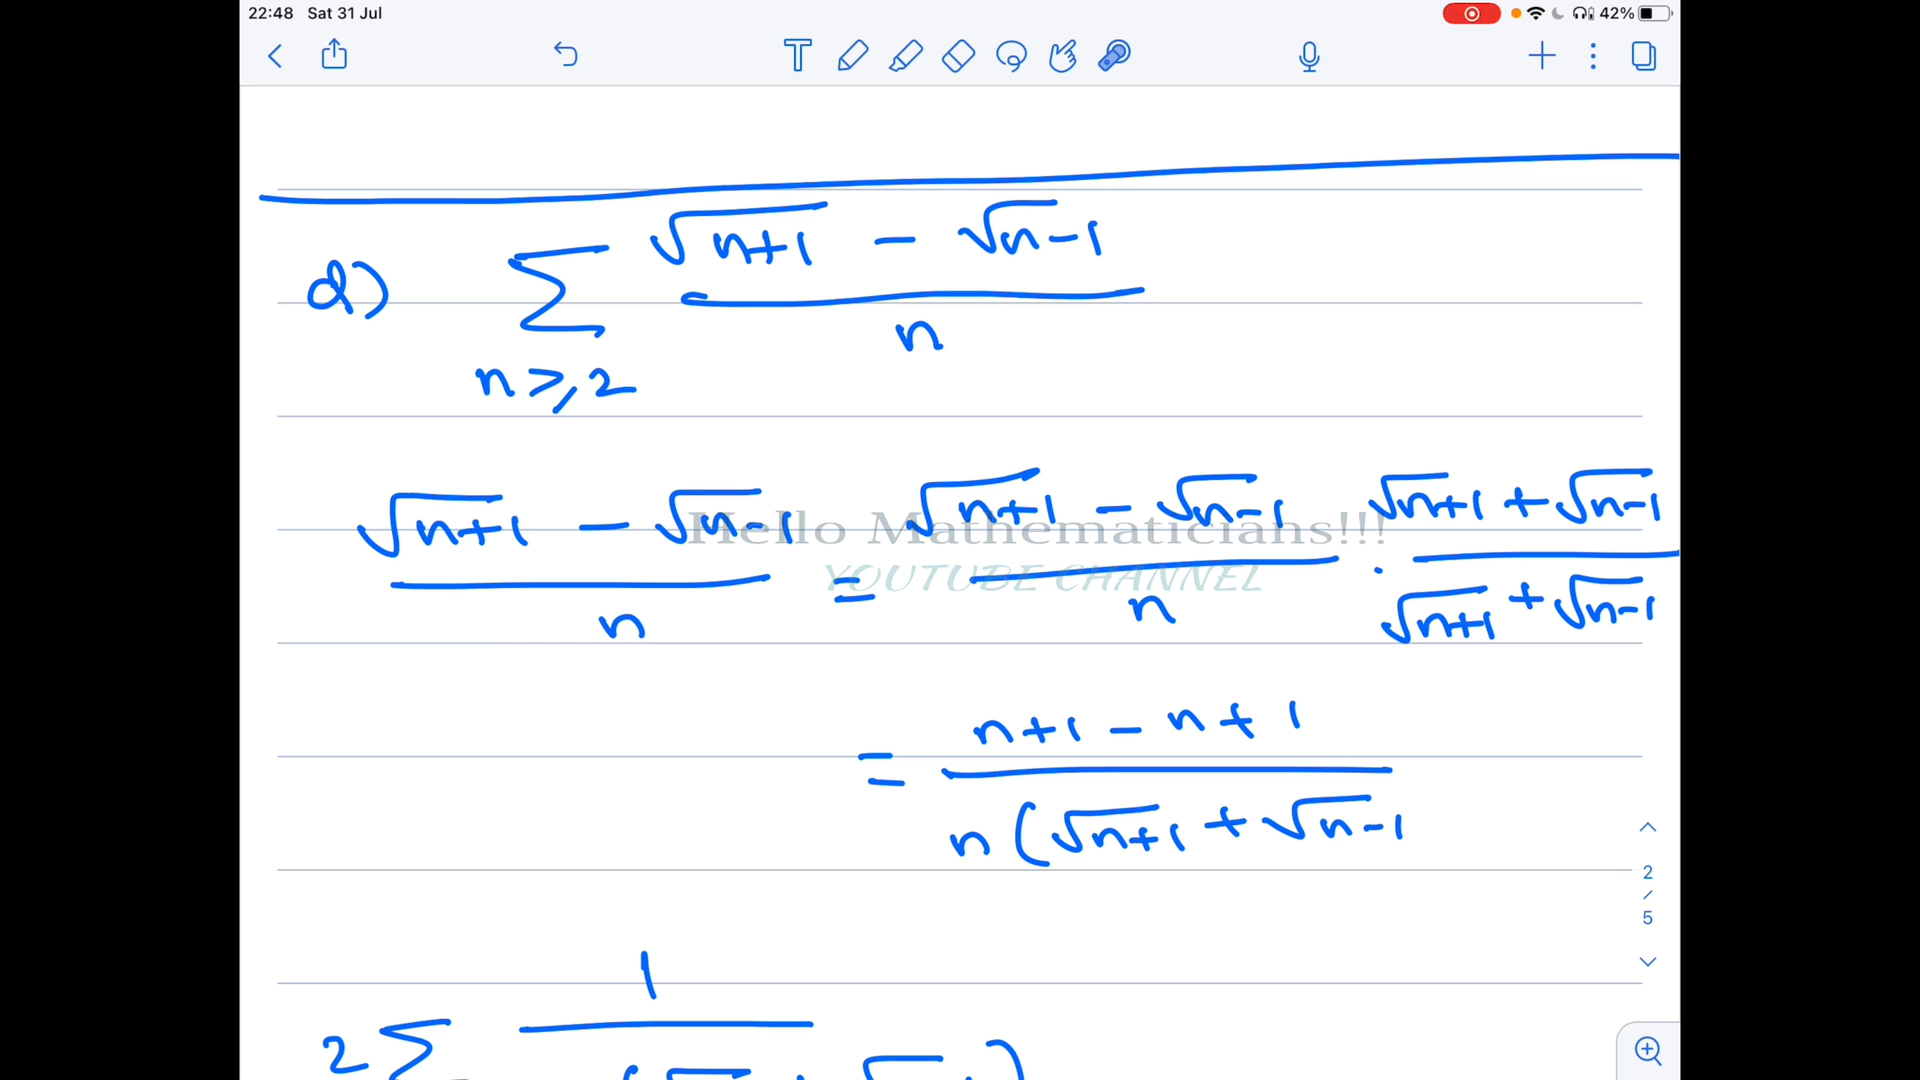 22:48 Sat 31 Jul 42%
d) ∑ n≥2 (√n+1 − √n-1) / n
(√n+1 − √n-1) / n = (√n+1 − √n-1) / n · (√n+1 + √n-1) / (√n+1 + √n-1)
Hello Mathematicians!!!
YOUTUBE CHANNEL
= (n+1 − n+1) / n(√n+1 + √n-1
2 / 5
2 ∑ 1